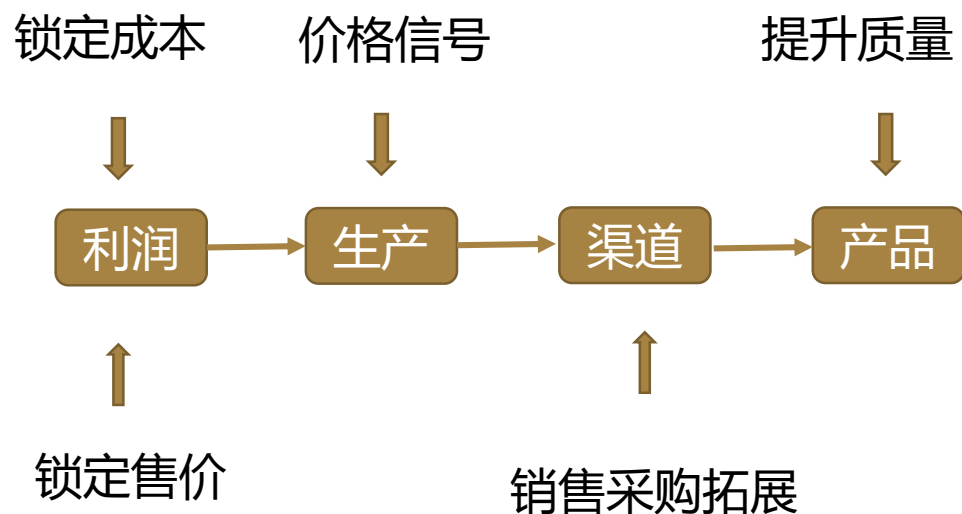 锁定成本 价格信号 提升质量
利润 生产 渠道 产品
锁定售价
销售采购拓展